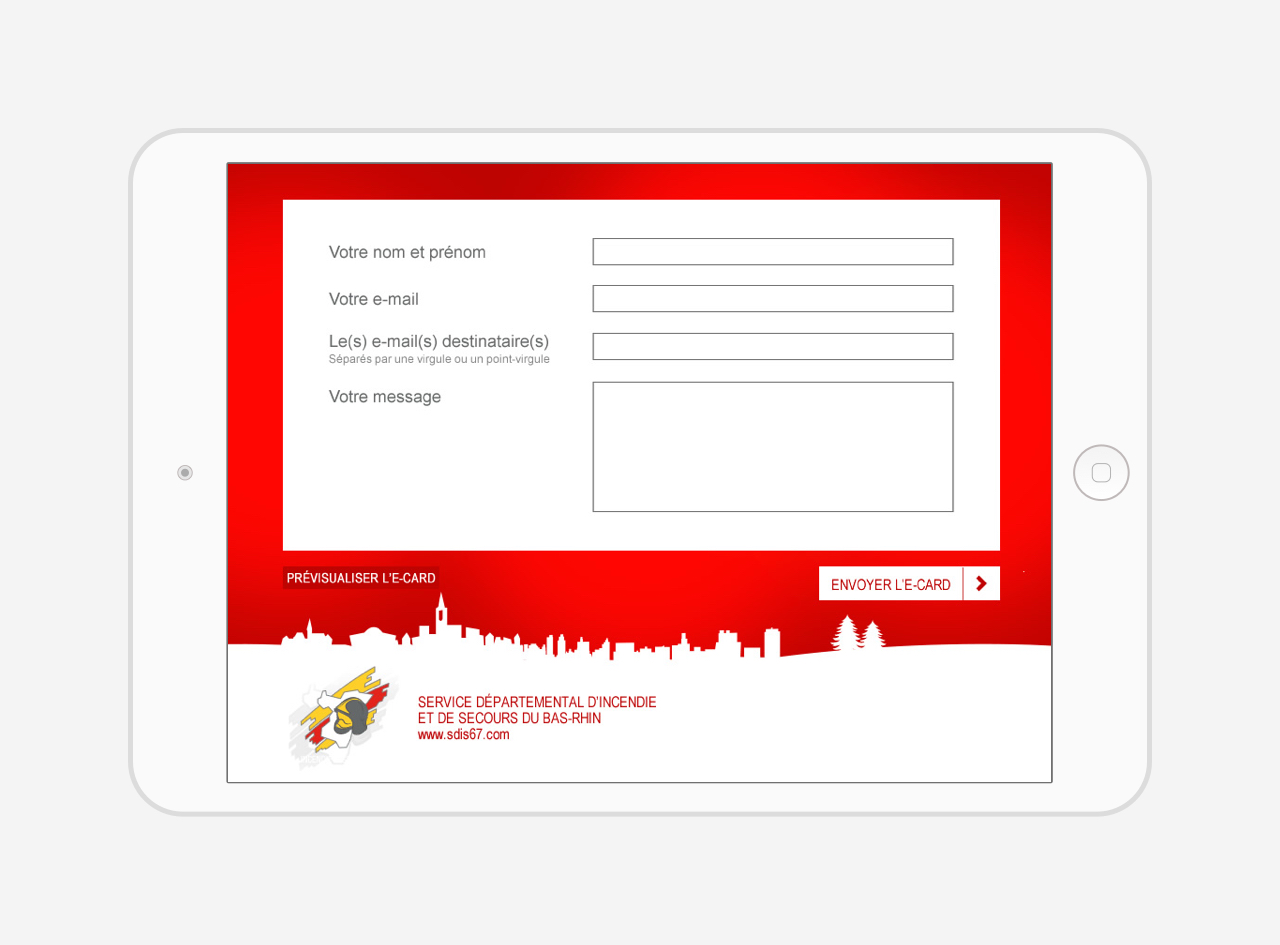 Votre nom et prénom
Votre e-mail
Le(s) e-mail(s) destinataire(s)
Séparés par une virgule ou un point-virgule
Votre message
PRÉVISUALISER L'E-CARD
ENVOYER L'E-CARD
SERVICE DÉPARTEMENTAL D'INCENDIE
ET DE SECOURS DU BAS-RHIN
www.sdis67.com